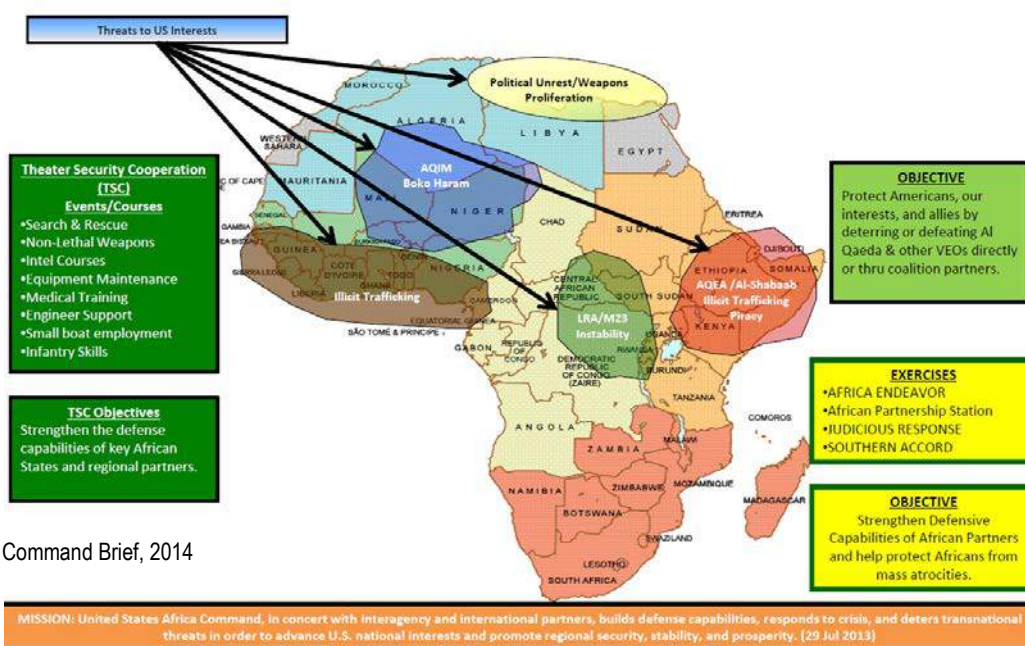 Threats to US Interests
Political Unrest/Weapons
Proliferation
Theater Security Cooperation
(TSC)
Events/Courses
•Search & Rescue
•Non-Lethal Weapons
•Intel Courses
•Equipment Maintenance
•Medical Training
•Engineer Support
•Small boat employment
•Infantry Skills
TSC Objectives
Strengthen the defense
capabilities of key African
States and regional partners.
MOROCCO
ALGERIA
LIBYA
EGYPT
WESTERN
SAHARA
AQIM
Boko Haram
OF CAPE
MAURITANIA
NIGER
CHAD
SUDAN
ERITREA
DJIBOUTI
SENEGAL
GAMBIA
GUINEA
SIERRA LEONE
LIBERIA
COTE
D'IVOIRE
GHANA
TOGO
BENIN
NIGERIA
Illicit Trafficking
CAMEROON
EQUATORIAL GUINEA
SÃO TOMÉ & PRINCIPE
GABON
REPUBLIC
OF
CONGO
CENTRAL
AFRICAN
REPUBLIC
SOUTH SUDAN
ETHIOPIA
SOMALIA
AQEA /Al-Shabaab
Illicit Trafficking
Piracy
KENYA
UGANDA
LRA/M23
Instability
RWANDA
BURUNDI
DEMOCRATIC
REPUBLIC
OF CONGO
(ZAIRE)
TANZANIA
COMOROS
ANGOLA
ZAMBIA
MALAWI
MOZAMBIQUE
ZIMBABWE
MADAGASCAR
NAMIBIA
BOTSWANA
SWAZILAND
LESOTHO
SOUTH AFRICA
OBJECTIVE
Protect Americans, our
interests, and allies by
deterring or defeating Al
Qaeda & other VEOs directly
or thru coalition partners.
EXERCISES
•AFRICA ENDEAVOR
•African Partnership Station
•JUDICIOUS RESPONSE
•SOUTHERN ACCORD
OBJECTIVE
Strengthen Defensive
Capabilities of African Partners
and help protect Africans from
mass atrocities.
Command Brief, 2014
MISSION: United States Africa Command, in concert with interagency and international partners, builds defense capabilities, responds to crisis, and deters transnational
threats in order to advance U.S. national interests and promote regional security, stability, and prosperity. (29 Jul 2013)